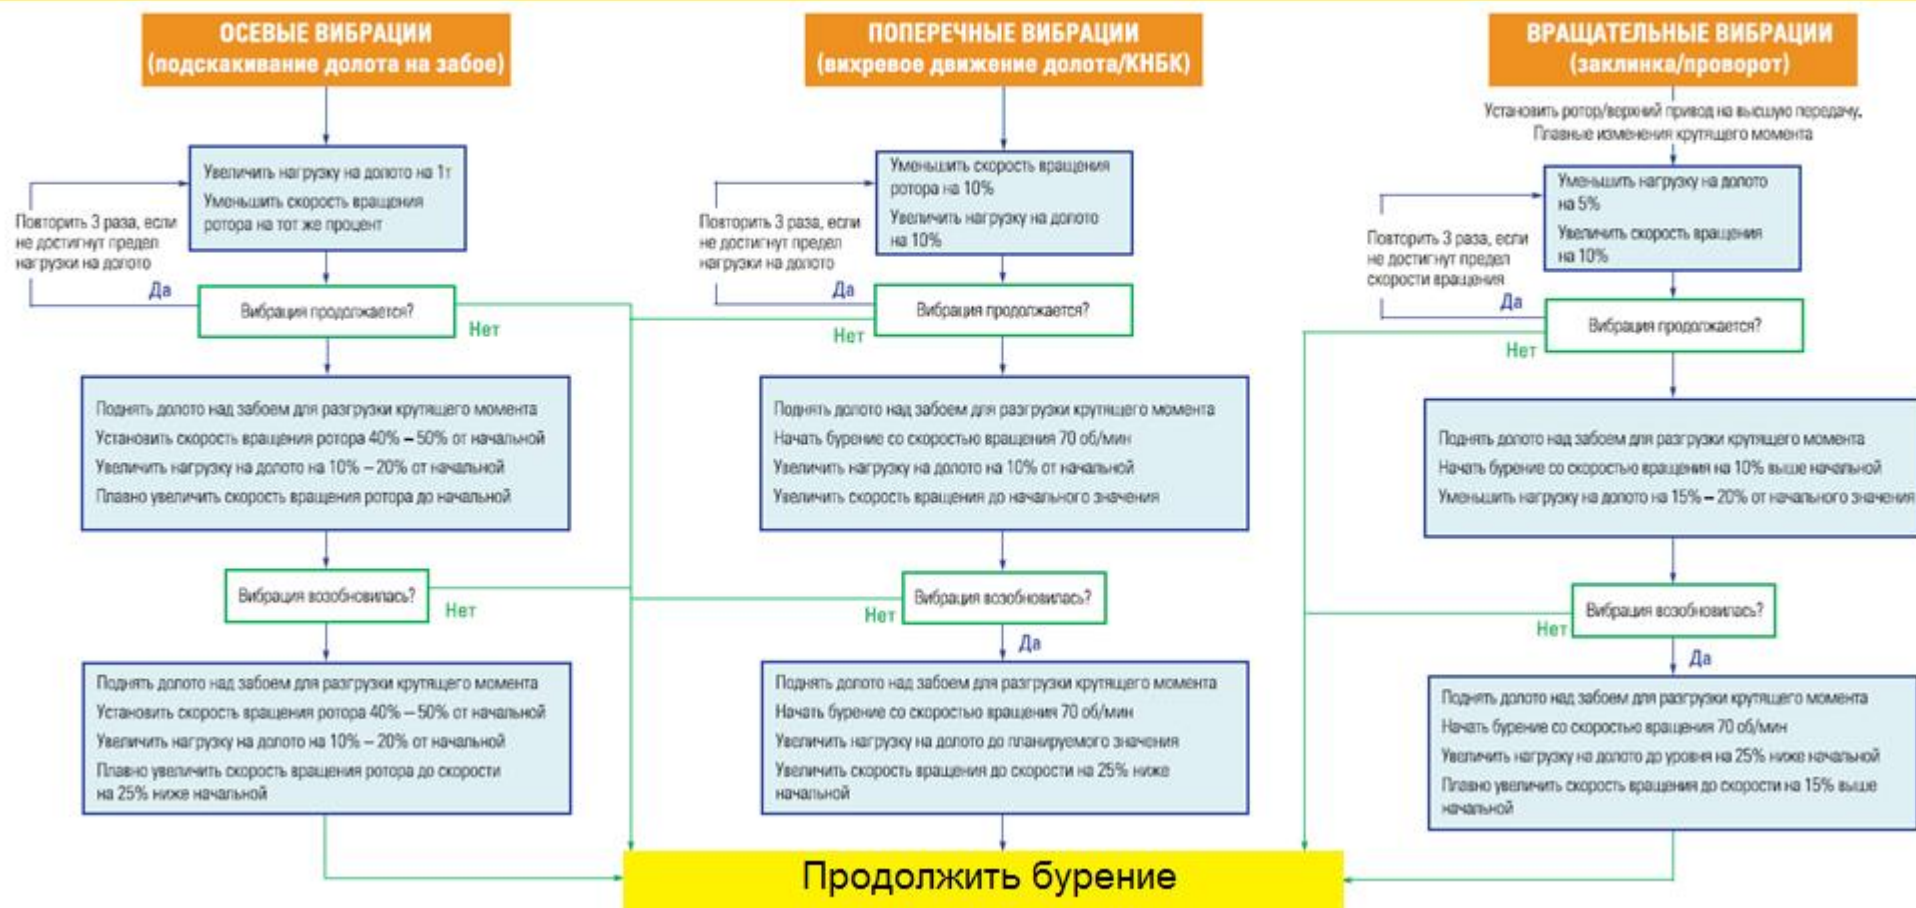 ОСЕВЫЕ ВИБРАЦИИ
(подскакивание долота на забое)
Увеличить нагрузку на долото на 1т
Уменьшить скорость вращения
ротора на тот же процент
Повторить 3 раза, если
не достигнут предел
нагрузки на долото
Да
Вибрация продолжается?
Нет
Поднять долото над забоем для разгрузки крутящего момента
Установить скорость вращения ротора 40% – 50% от начальной
Увеличить нагрузку на долото на 10% – 20% от начальной
Плавно увеличить скорость вращения ротора до начальной
Вибрация возобновилась?
Нет
Поднять долото над забоем для разгрузки крутящего момента
Установить скорость вращения ротора 40% – 50% от начальной
Увеличить нагрузку на долото на 10% – 20% от начальной
Плавно увеличить скорость вращения ротора до скорости
на 25% ниже начальной
ПОПЕРЕЧНЫЕ ВИБРАЦИИ
(вихревое движение долота/КНБК)
Уменьшить скорость вращения
ротора на 10%
Увеличить нагрузку на долото
на 10%
Повторить 3 раза, если
не достигнут предел
нагрузки на долото
Да
Вибрация продолжается?
Нет
Поднять долото над забоем для разгрузки крутящего момента
Начать бурение со скоростью вращения 70 об/мин
Увеличить нагрузку на долото на 10% от начальной
Увеличить скорость вращения до начального значения
Вибрация возобновилась?
Нет
Да
Поднять долото над забоем для разгрузки крутящего момента
Начать бурение со скоростью вращения 70 об/мин
Увеличить нагрузку на долото до планируемого значения
Увеличить скорость вращения до скорости на 25% ниже
начальной
ВРАЩАТЕЛЬНЫЕ ВИБРАЦИИ
(заклинка/проворот)
Установить ротор/верхний привод на высшую передачу.
Плавные изменения крутящего момента
Уменьшить нагрузку на долото
на 5%
Увеличить скорость вращения
на 10%
Повторить 3 раза, если
не достигнут предел
скорости вращения
Да
Вибрация продолжается?
Нет
Поднять долото над забоем для разгрузки крутящего момента
Начать бурение со скоростью вращения на 10% выше начальной
Уменьшить нагрузку на долото на 15% – 20% от начального значения
Вибрация возобновилась?
Нет
Да
Поднять долото над забоем для разгрузки крутящего момента
Начать бурение со скоростью вращения 70 об/мин
Увеличить нагрузку на долото до уровня на 25% ниже начальной
Плавно увеличить скорость вращения до скорости на 15% выше
начальной
Продолжить бурение